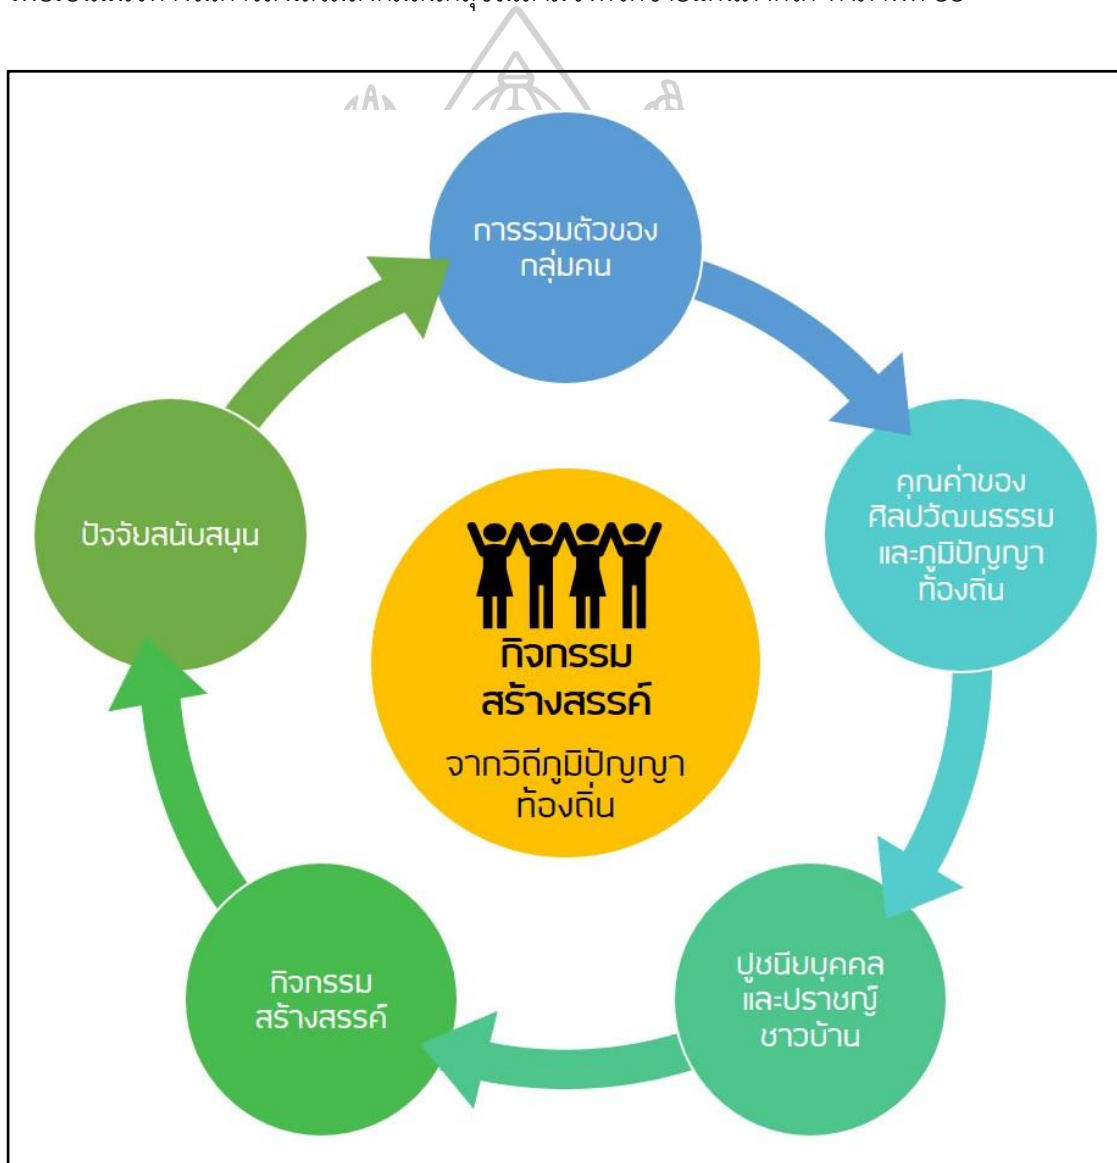 การรวมตัวของ
กลุ่มคน
คุณค่าของ
ศิลปวัฒนธรรม
และภูมิปัญญา
ท้องถิ่น
ปัจจัยสนับสนุน
กิจกรรม
สร้างสรรค์
จากวิถีภูมิปัญญา
ท้องถิ่น
ปูชนียบุคคล
และปราชญ์
ชาวบ้าน
กิจกรรม
สร้างสรรค์